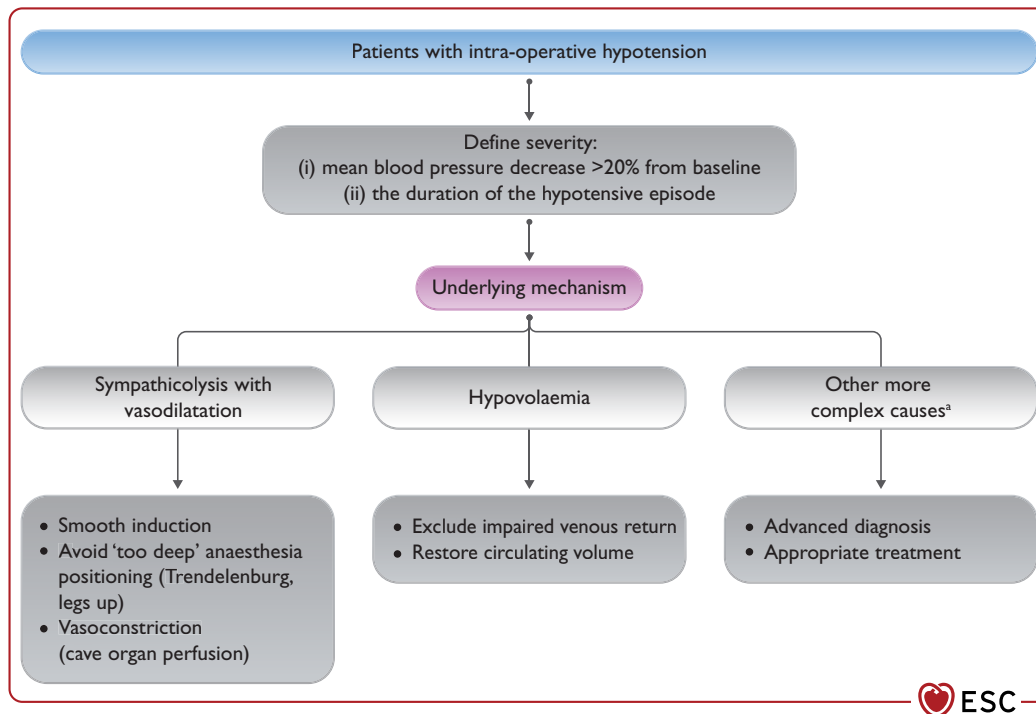 Patients with intra-operative hypotension
Define severity:
(i) mean blood pressure decrease >20% from baseline
(ii) the duration of the hypotensive episode
Underlying mechanism
Sympathicolysis with
vasodilatation
Hypovolaemia
Other more
complex causesᵃ
• Smooth induction
• Avoid ‘too deep’ anaesthesia
positioning (Trendelenburg,
legs up)
• Vasoconstriction
(cave organ perfusion)
• Exclude impaired venous return
• Restore circulating volume
• Advanced diagnosis
• Appropriate treatment
ESC